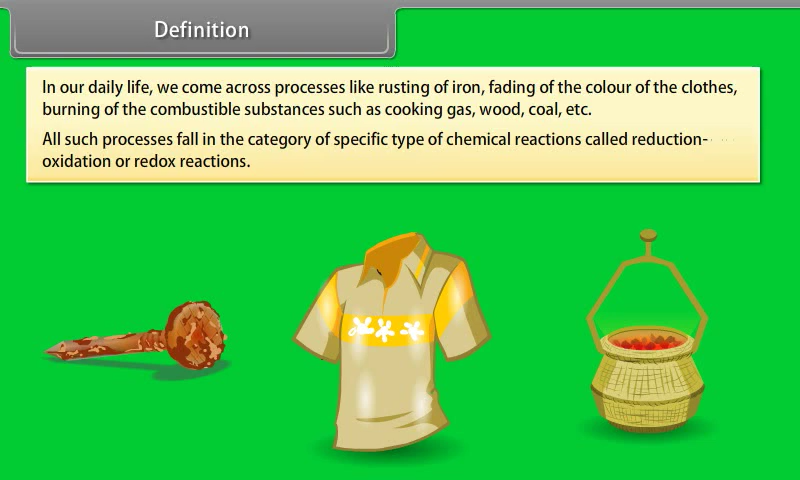 Definition
In our daily life, we come across processes like rusting of iron, fading of the colour of the clothes,
burning of the combustible substances such as cooking gas, wood, coal, etc.
All such processes fall in the category of specific type of chemical reactions called reduction-
oxidation or redox reactions.